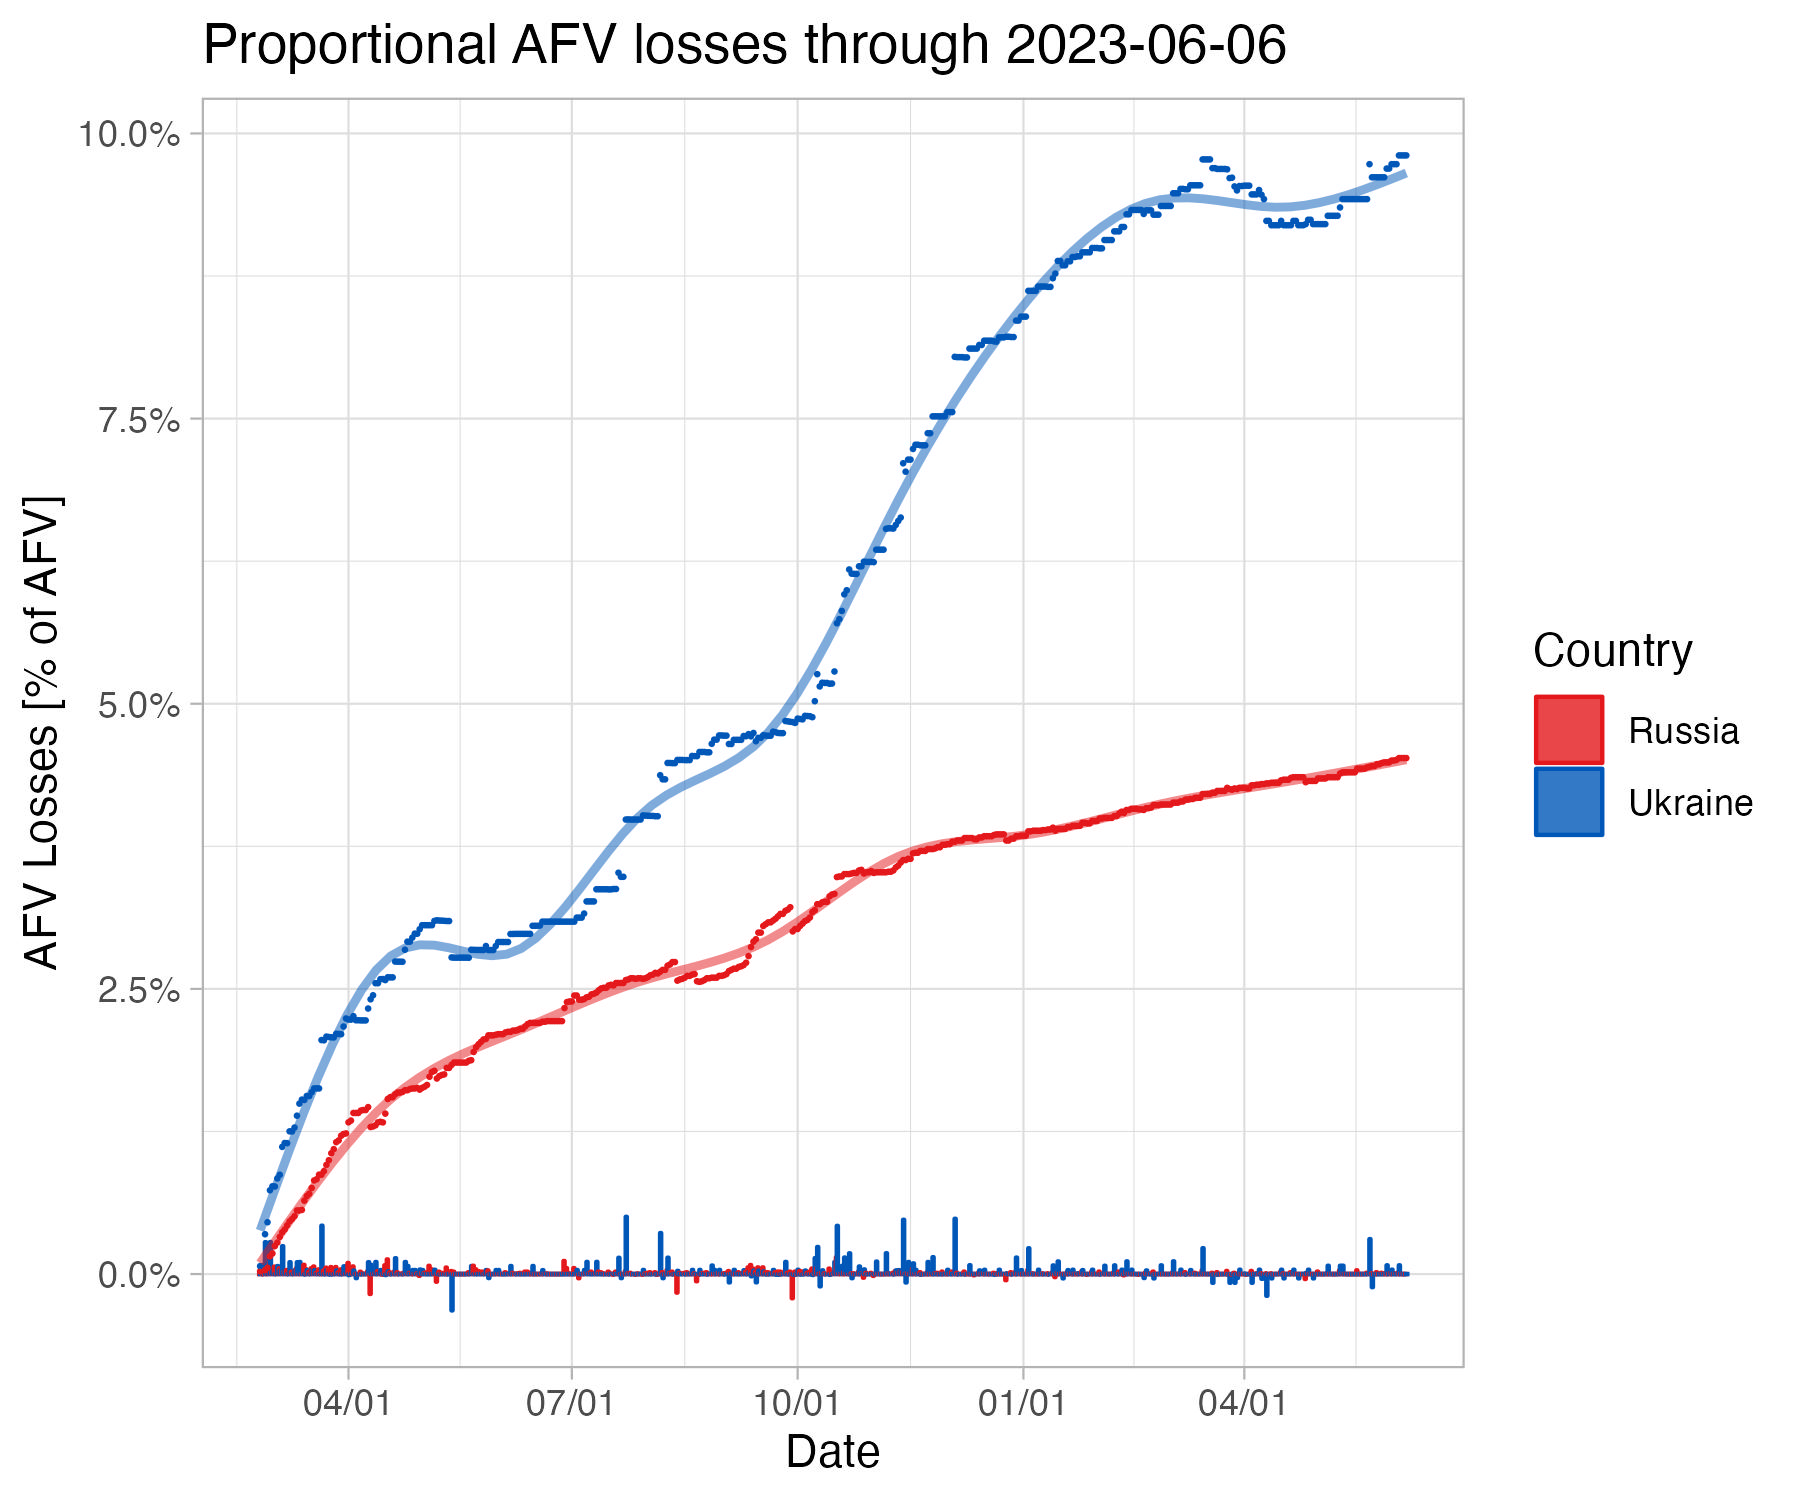 Proportional AFV losses through 2023-06-06
10.0%
7.5%
5.0%
2.5%
0.0%
AFV Losses [% of AFV]
04/01 07/01 10/01 01/01 04/01
Date
Country
Russia
Ukraine